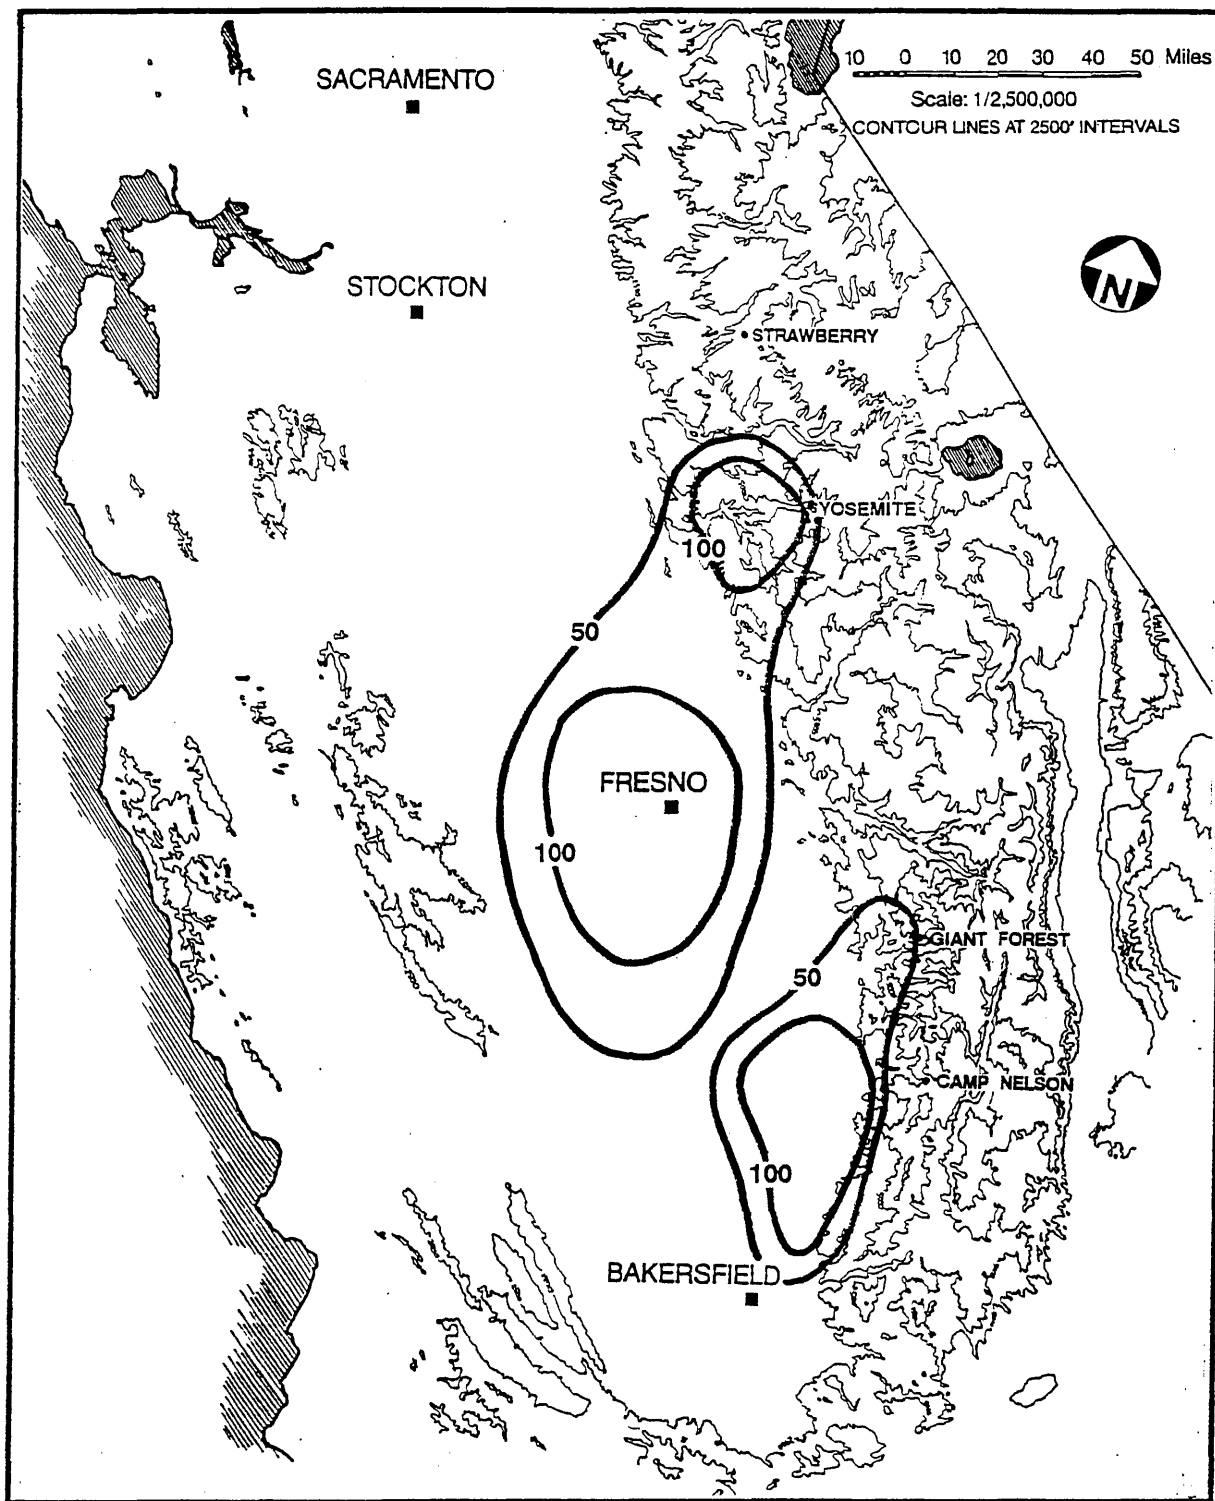 10 0 10 20 30 40 50 Miles
Scale: 1/2,500,000
CONTOUR LINES AT 2500' INTERVALS
SACRAMENTO
N
STOCKTON
STRAWBERRY
YOSEMITE
100
50
FRESNO
100
GIANT FOREST
50
CAMP NELSON
100
BAKERSFIELD